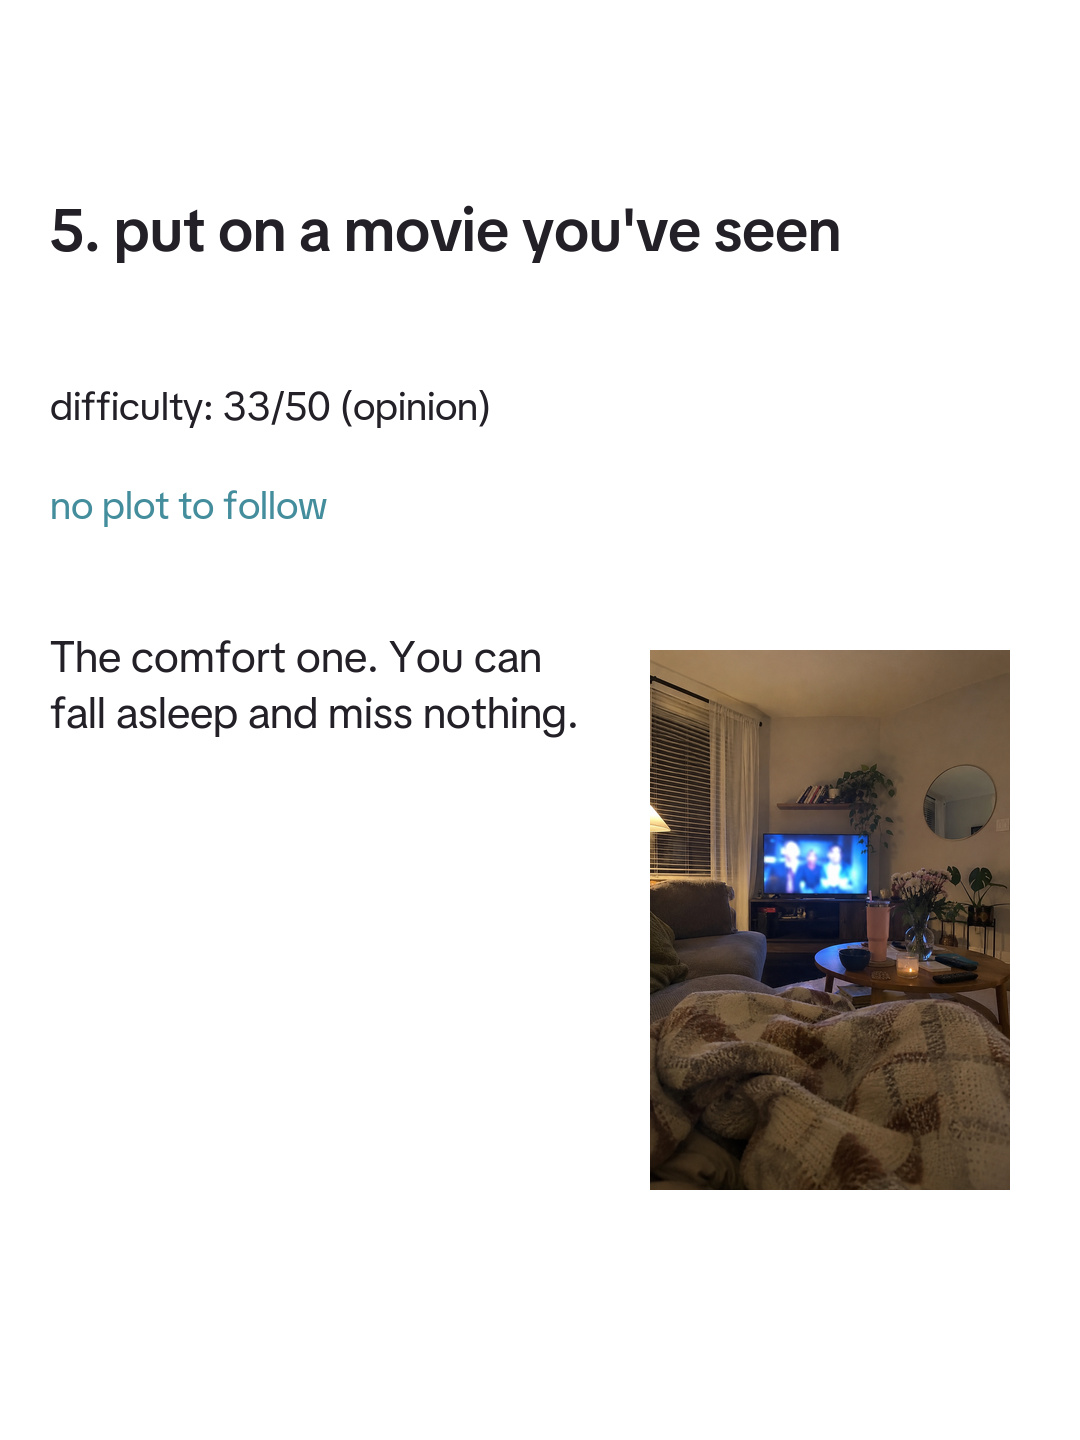 5. put on a movie you've seen
difficulty: 33/50 (opinion)
no plot to follow
The comfort one. You can
fall asleep and miss nothing.